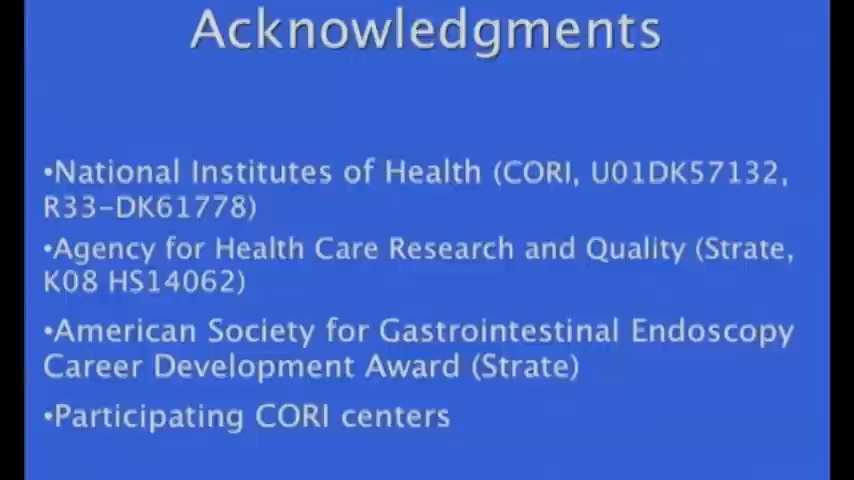 Acknowledgments
•National Institutes of Health (CORI, U01DK57132,
R33-DK61778)
•Agency for Health Care Research and Quality (Strate,
K08 HS14062)
•American Society for Gastrointestinal Endoscopy
Career Development Award (Strate)
•Participating CORI centers